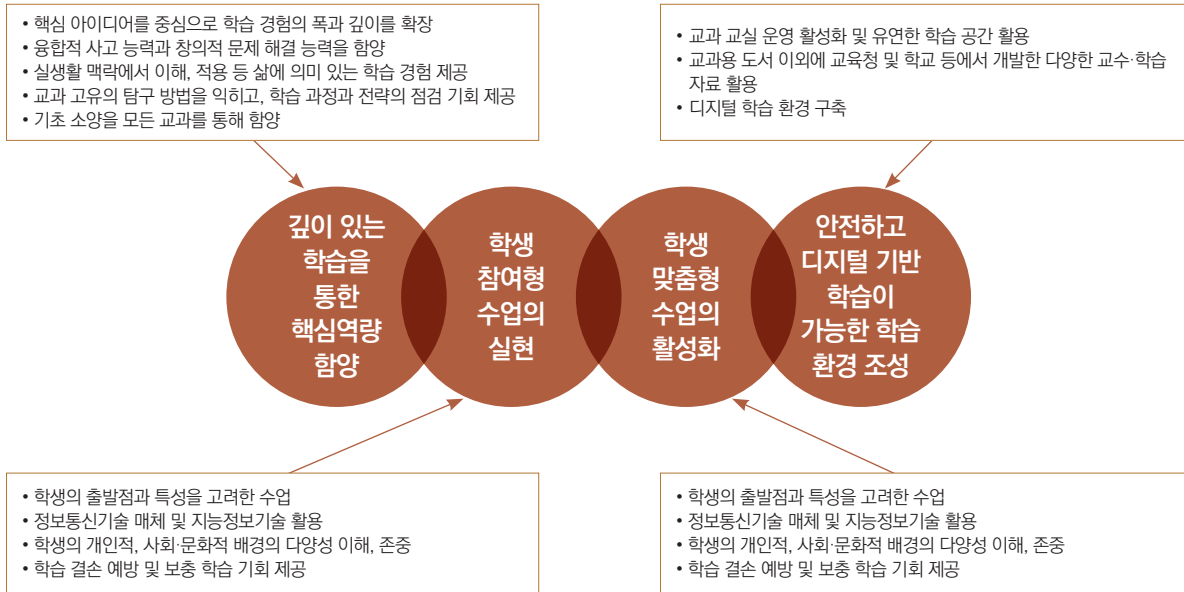 • 핵심 아이디어를 중심으로 학습 경험의 폭과 깊이를 확장
• 융합적 사고 능력과 창의적 문제 해결 능력을 함양
• 실생활 맥락에서 이해, 적용 등 삶에 의미 있는 학습 경험 제공
• 교과 고유의 탐구 방법을 익히고, 학습 과정과 전략의 점검 기회 제공
• 기초 소양을 모든 교과를 통해 함양
• 교과 교실 운영 활성화 및 유연한 학습 공간 활용
• 교과용 도서 이외에 교육청 및 학교 등에서 개발한 다양한 교수·학습
자료 활용
• 디지털 학습 환경 구축
깊이 있는
학습을
통한
핵심역량
함양
학생
참여형
수업의
실현
학생
맞춤형
수업의
활성화
안전하고
디지털 기반
학습이
가능한 학습
환경 조성
• 학생의 출발점과 특성을 고려한 수업
• 정보통신기술 매체 및 지능정보기술 활용
• 학생의 개인적, 사회·문화적 배경의 다양성 이해, 존중
• 학습 결손 예방 및 보충 학습 기회 제공
• 학생의 출발점과 특성을 고려한 수업
• 정보통신기술 매체 및 지능정보기술 활용
• 학생의 개인적, 사회·문화적 배경의 다양성 이해, 존중
• 학습 결손 예방 및 보충 학습 기회 제공